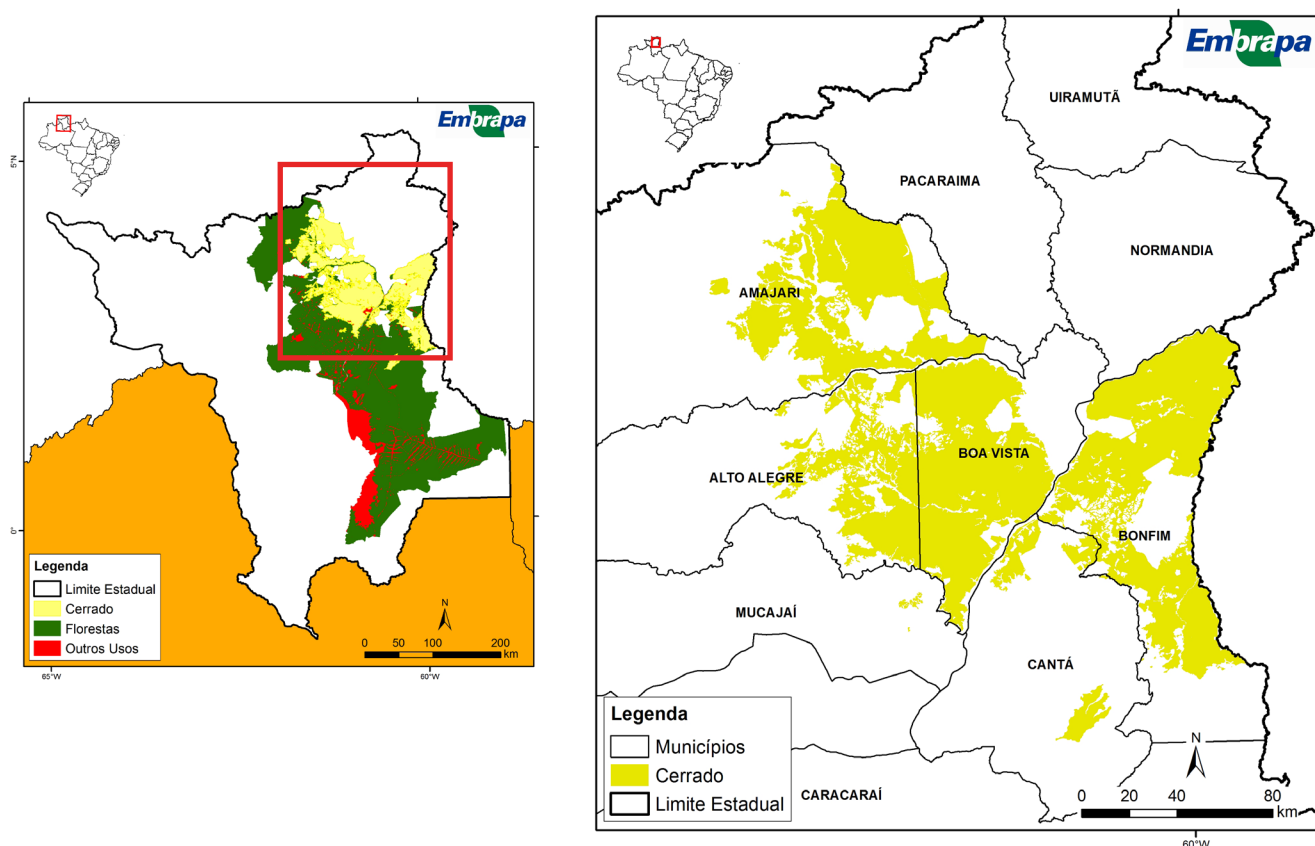 Embrapa
5°N
0°
Legenda
Limite Estadual
Cerrado
Florestas
Outros Usos
N
0 50 100 200
km
65°W
60°W
Embrapa
UIRAMUTÃ
PACARAIMA
NORMANDIA
AMAJARI
BOA VISTA
ALTO ALEGRE
BONFIM
MUCAJAÍ
CANTÁ
Legenda
Municípios
Cerrado
Limite Estadual
CARACARAÍ
N
0 20 40 80
km
60°W